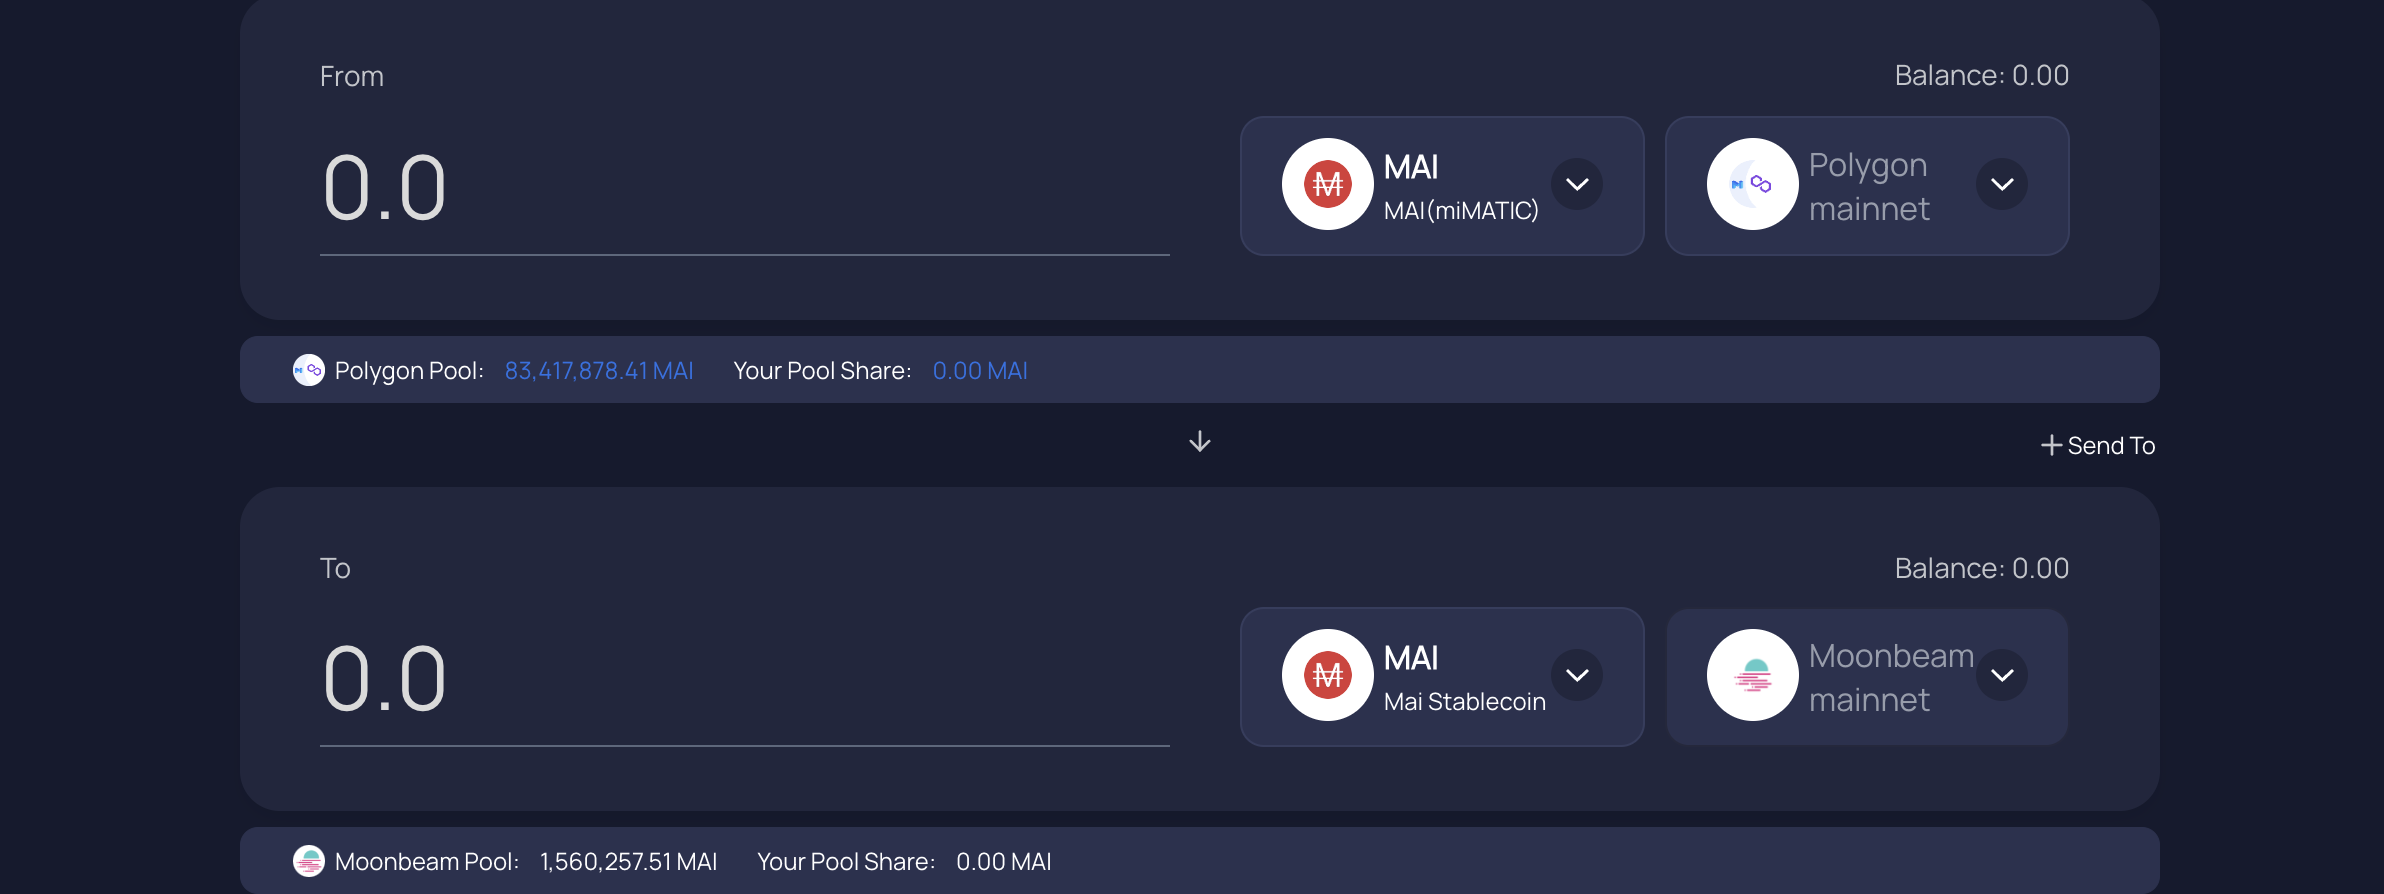 From
Balance: 0.00
0.0
MAI
MAI(miMATIC)
Polygon
mainnet
Polygon Pool: 83,417,878.41 MAI Your Pool Share: 0.00 MAI
Send To
To
Balance: 0.00
0.0
MAI
Mai Stablecoin
Moonbeam
mainnet
Moonbeam Pool: 1,560,257.51 MAI Your Pool Share: 0.00 MAI